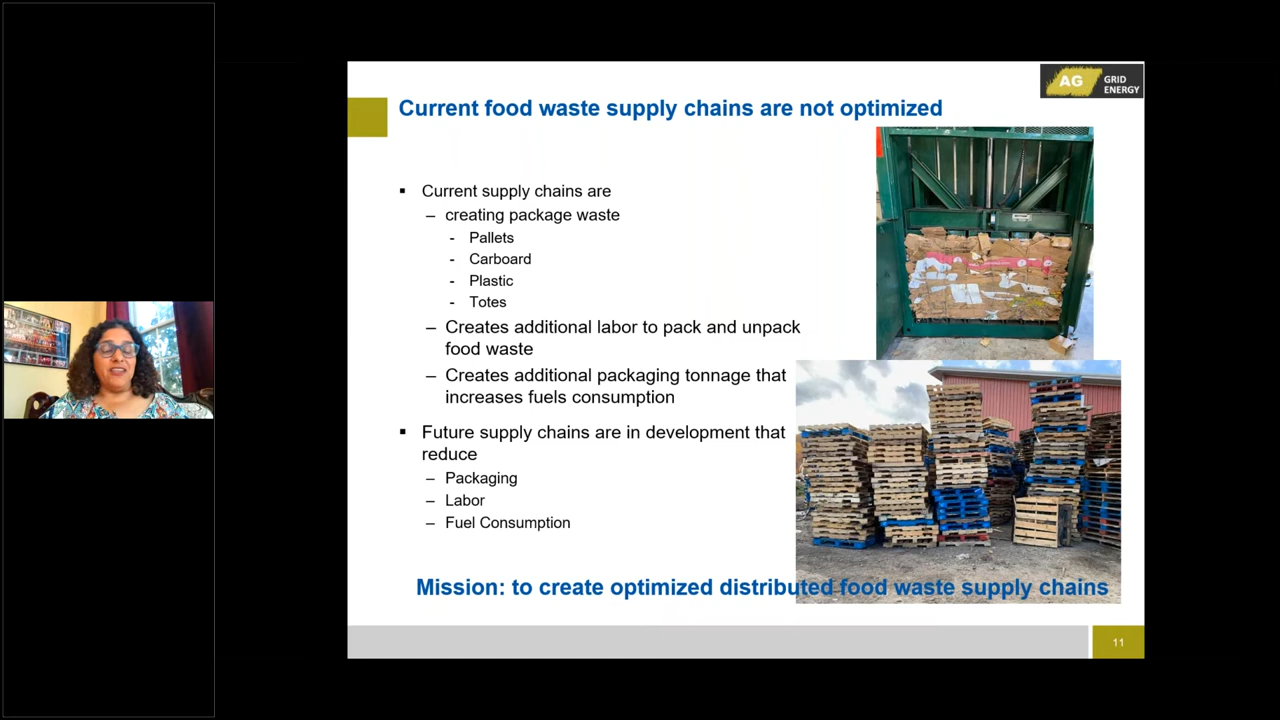 AG GRID
ENERGY
Current food waste supply chains are not optimized
▪ Current supply chains are
– creating package waste
- Pallets
- Carboard
- Plastic
- Totes
– Creates additional labor to pack and unpack
food waste
– Creates additional packaging tonnage that
increases fuels consumption
▪ Future supply chains are in development that
reduce
– Packaging
– Labor
– Fuel Consumption
Mission: to create optimized distributed food waste supply chains
11